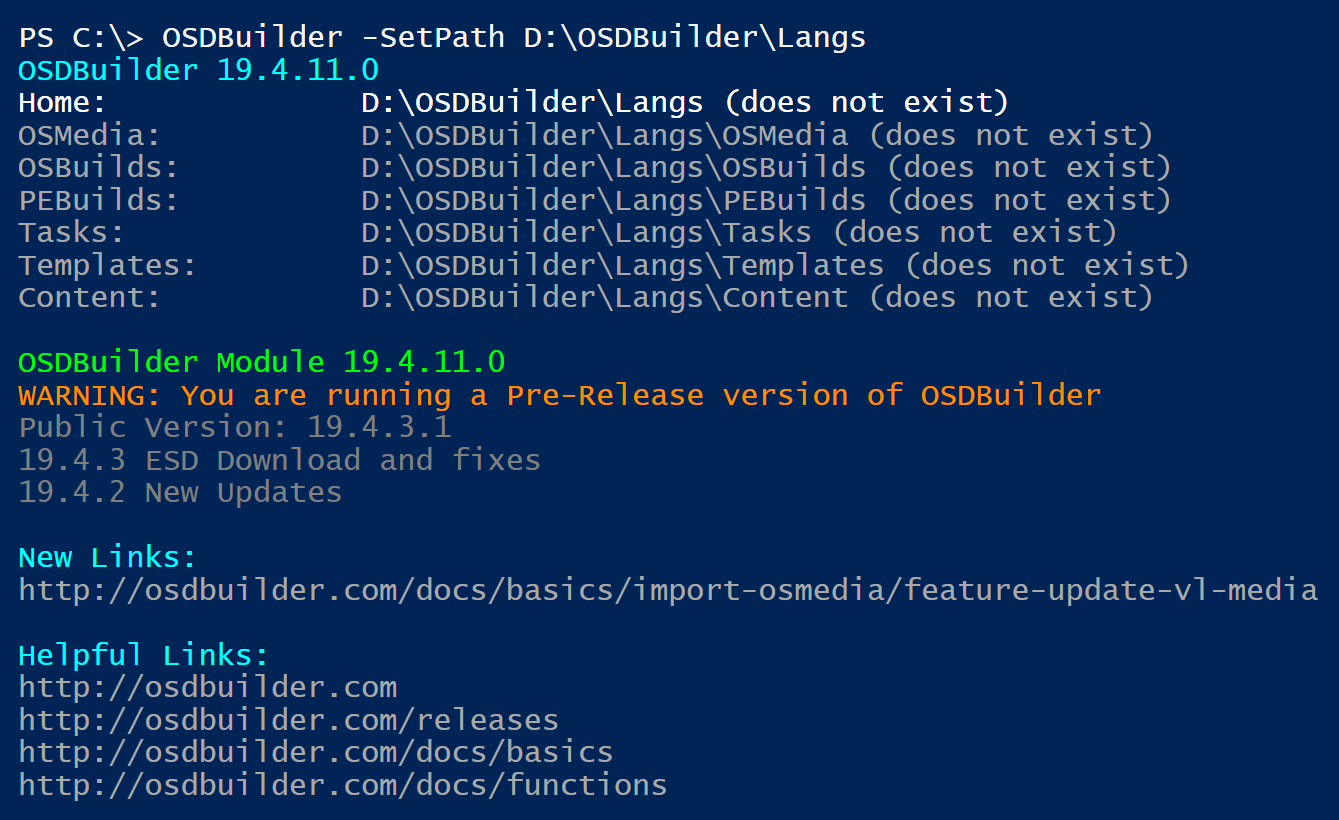 PS C:\> OSDBuilder -SetPath D:\OSDBuilder\Langs
OSDBuilder 19.4.11.0
Home: D:\OSDBuilder\Langs (does not exist)
OSMedia: D:\OSDBuilder\Langs\OSMedia (does not exist)
OSBuilds: D:\OSDBuilder\Langs\OSBuilds (does not exist)
PEBuilds: D:\OSDBuilder\Langs\PEBuilds (does not exist)
Tasks: D:\OSDBuilder\Langs\Tasks (does not exist)
Templates: D:\OSDBuilder\Langs\Templates (does not exist)
Content: D:\OSDBuilder\Langs\Content (does not exist)
OSDBuilder Module 19.4.11.0
WARNING: You are running a Pre-Release version of OSDBuilder
Public Version: 19.4.3.1
19.4.3 ESD Download and fixes
19.4.2 New Updates
New Links:
http://osdbuilder.com/docs/basics/import-osmedia/feature-update-vl-media
Helpful Links:
http://osdbuilder.com
http://osdbuilder.com/releases
http://osdbuilder.com/docs/basics
http://osdbuilder.com/docs/functions